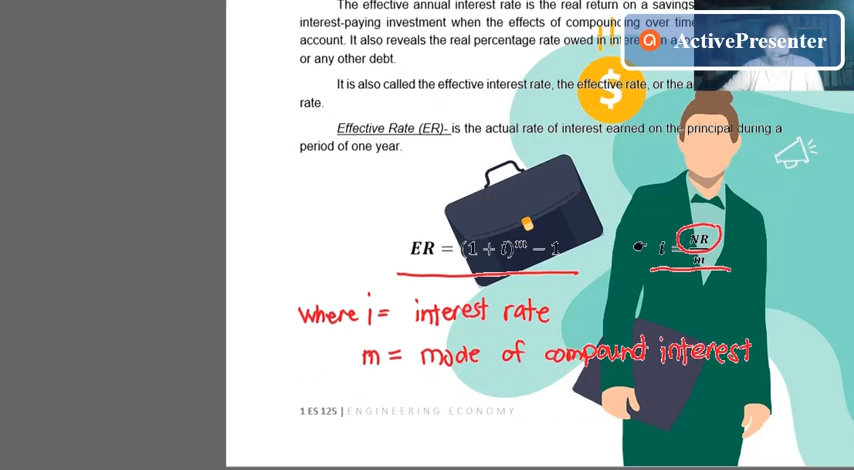 The effective annual interest rate is the real return on a savings
interest-paying investment when the effects of compounding over time
account. It also reveals the real percentage rate owed in interest on a
or any other debt.
ActivePresenter
It is also called the effective interest rate, the effective rate, or the a
rate.
Effective Rate (ER)- is the actual rate of interest earned on the principal during a
period of one year.
$
ER = (1 + i)^m − 1 i = NR/m
where i = interest rate
m = mode of compound interest
1 ES 125 | ENGINEERING ECONOMY